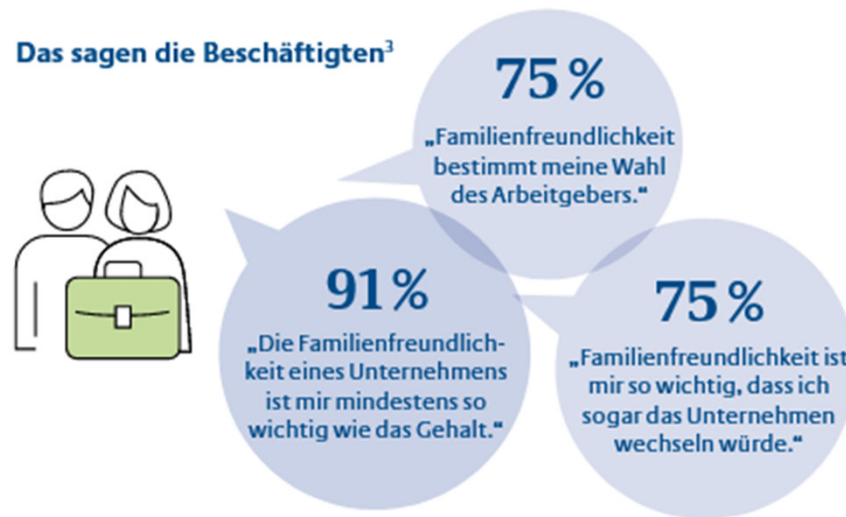 Das sagen die Beschäftigten³
75 %
„Familienfreundlichkeit
bestimmt meine Wahl
des Arbeitgebers.“
91 %
„Die Familienfreundlich-
keit eines Unternehmens
ist mir mindestens so
wichtig wie das Gehalt.“
75 %
„Familienfreundlichkeit ist
mir so wichtig, dass ich
sogar das Unternehmen
wechseln würde.“